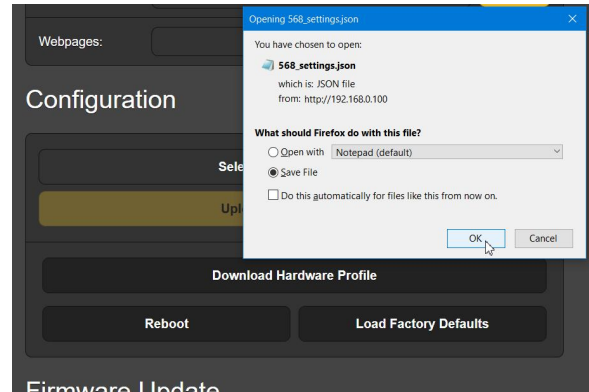 Opening 568_settings.json
Webpages:
You have chosen to open:
568_settings.json
which is: JSON file
from: http://192.168.0.100
Configuration
What should Firefox do with this file?
Open with Notepad (default)
Save File
Do this automatically for files like this from now on.
OK
Cancel
Download Hardware Profile
Reboot
Load Factory Defaults
Firmware Update